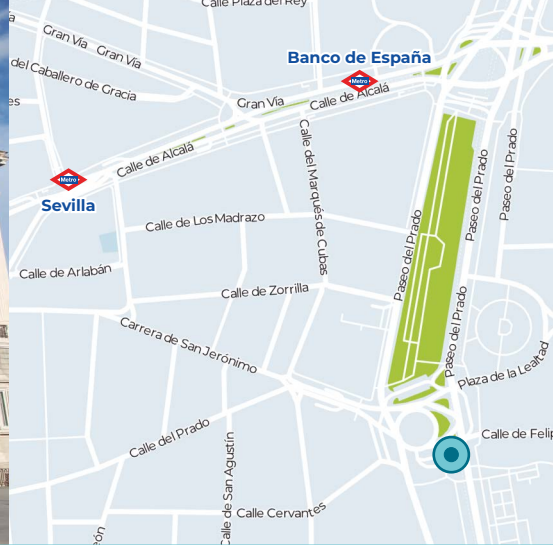 Calle Plaza del Rey
a
Gran Vía
Gran Vía
Banco de España
del Caballero de Gracia
Metro
es
Gran Vía
Calle de Alcalá
Calle de Alcalá
Calle del Marqués de Cubas
Paseo del Prado
Paseo del Prado
Metro
Sevilla
Calle de Los Madrazo
Paseo del Prado
Calle de Arlabán
Calle de Zorrilla
Paseo del Prado
Carrera de San Jerónimo
Plaza de la Lealtad
Calle del Prado
Calle de Felip
Calle de San Agustín
Calle Cervantes
eón